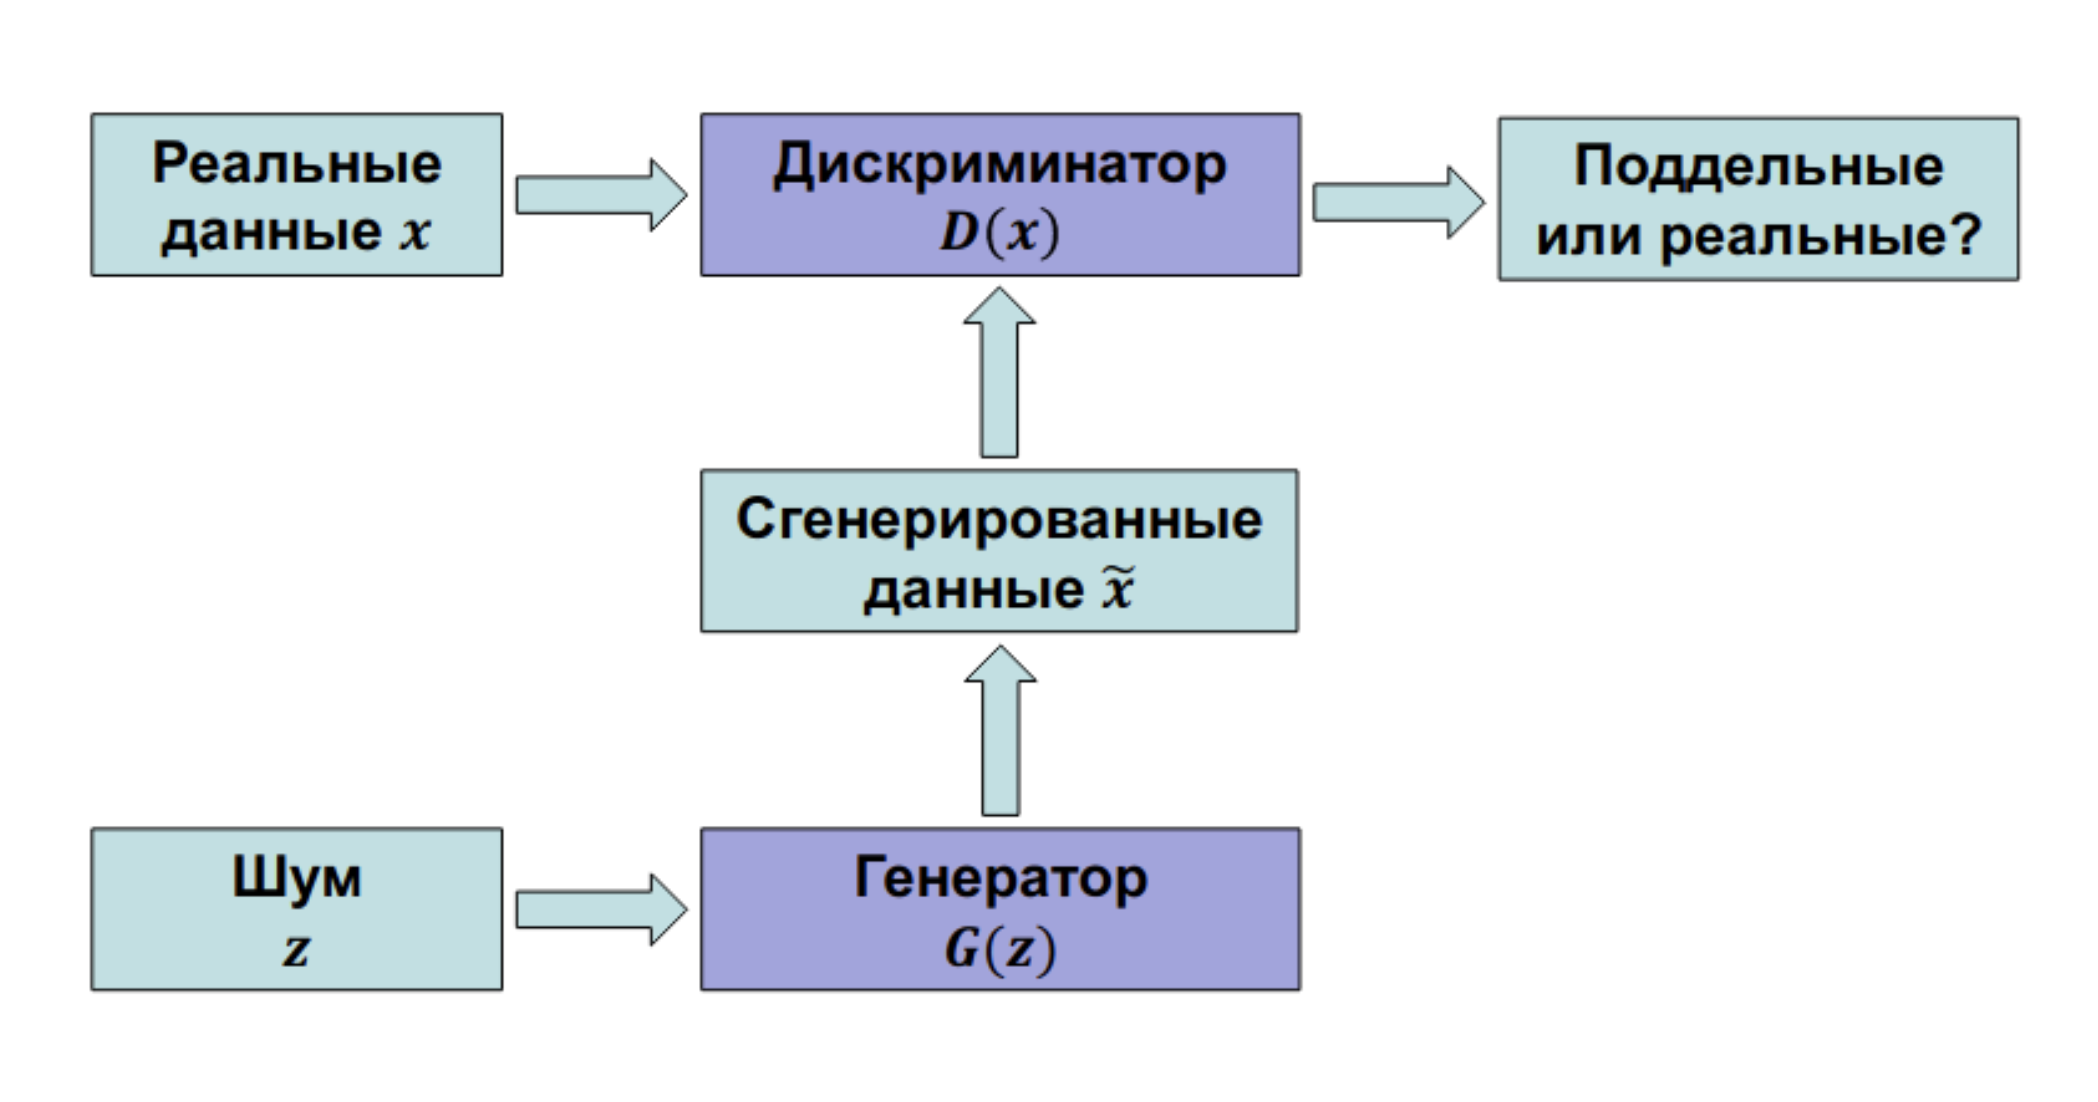 Реальные
данные x
Дискриминатор
D(x)
Поддельные
или реальные?
Сгенерированные
данные x̃
Шум
z
Генератор
G(z)